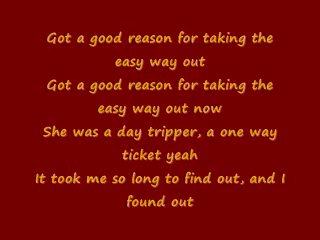 Got a good reason for taking the
easy way out
Got a good reason for taking the
easy way out now
She was a day tripper, a one way
ticket yeah
It took me so long to find out, and I
found out